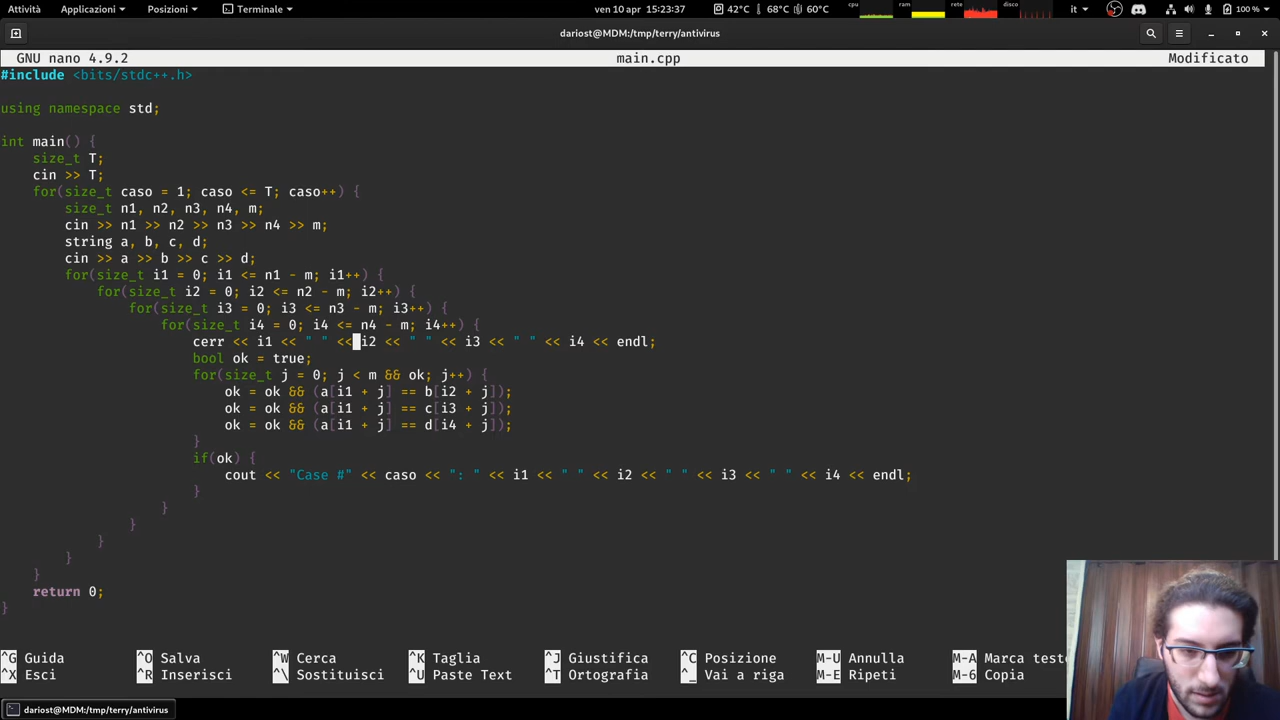 Attività Applicazioni Posizioni Terminale ven 10 apr 15:23:37 42°C 68°C 60°C cpu ram rete disco it 100 %
dariost@MDM:/tmp/terry/antivirus
GNU nano 4.9.2 main.cpp Modificato
#include <bits/stdc++.h>
using namespace std;
int main() {
    size_t T;
    cin >> T;
    for(size_t caso = 1; caso <= T; caso++) {
        size_t n1, n2, n3, n4, m;
        cin >> n1 >> n2 >> n3 >> n4 >> m;
        string a, b, c, d;
        cin >> a >> b >> c >> d;
        for(size_t i1 = 0; i1 <= n1 - m; i1++) {
            for(size_t i2 = 0; i2 <= n2 - m; i2++) {
                for(size_t i3 = 0; i3 <= n3 - m; i3++) {
                    for(size_t i4 = 0; i4 <= n4 - m; i4++) {
                        cerr << i1 << " " << i2 << " " << i3 << " " << i4 << endl;
                        bool ok = true;
                        for(size_t j = 0; j < m && ok; j++) {
                            ok = ok && (a[i1 + j] == b[i2 + j]);
                            ok = ok && (a[i1 + j] == c[i3 + j]);
                            ok = ok && (a[i1 + j] == d[i4 + j]);
                        }
                        if(ok) {
                            cout << "Case #" << caso << ": " << i1 << " " << i2 << " " << i3 << " " << i4 << endl;
                        }
                    }
                }
            }
        }
    }
    return 0;
}
^G Guida ^O Salva ^W Cerca ^K Taglia ^J Giustifica ^C Posizione M-U Annulla M-A Marca testo
^X Esci ^R Inserisci ^\ Sostituisci ^U Paste Text ^T Ortografia ^_ Vai a riga M-E Ripeti M-6 Copia
dariost@MDM:/tmp/terry/antivirus